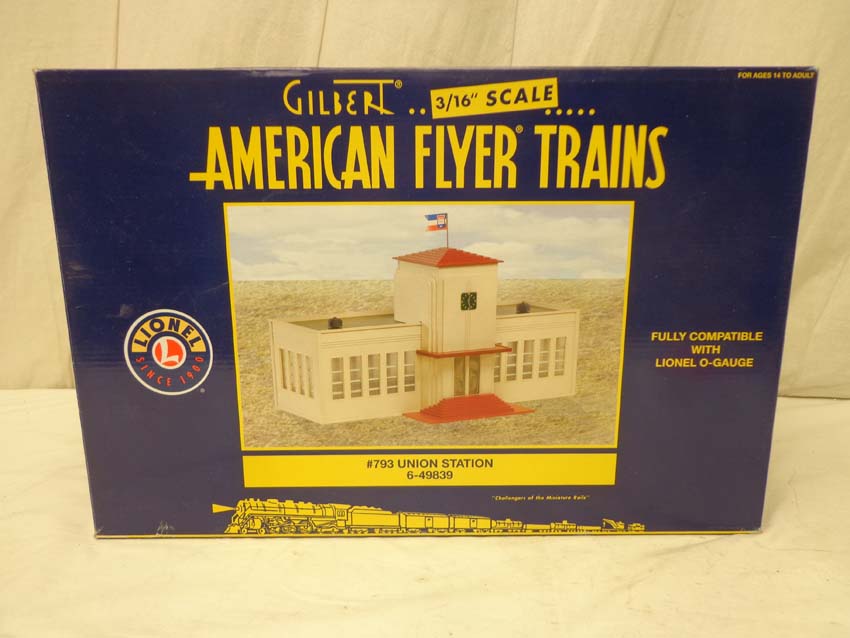 FOR AGES 14 TO ADULT
GILBERT® .. 3/16" SCALE .....
AMERICAN FLYER® TRAINS
LIONEL
L
SINCE 1900
FULLY COMPATIBLE
WITH
LIONEL O-GAUGE
#793 UNION STATION
6-49839
"Challengers of the Miniature Rails"